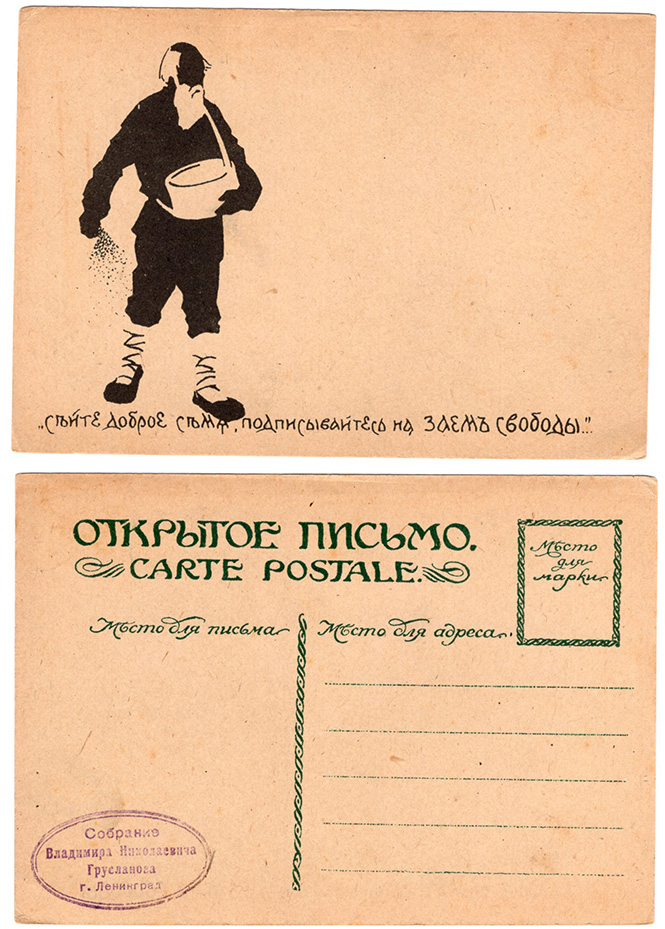 „Сѣйте доброе сѣмя, подписывайтесь на ЗАЕМЪ СВОБОДЫ!“
ОТКРЫТОЕ ПИСЬМО.
CARTE POSTALE.
Мѣсто для марки
Мѣсто для письма
Мѣсто для адреса.
Собрание
Владимира Николаевича
Грусланова
г. Ленинград